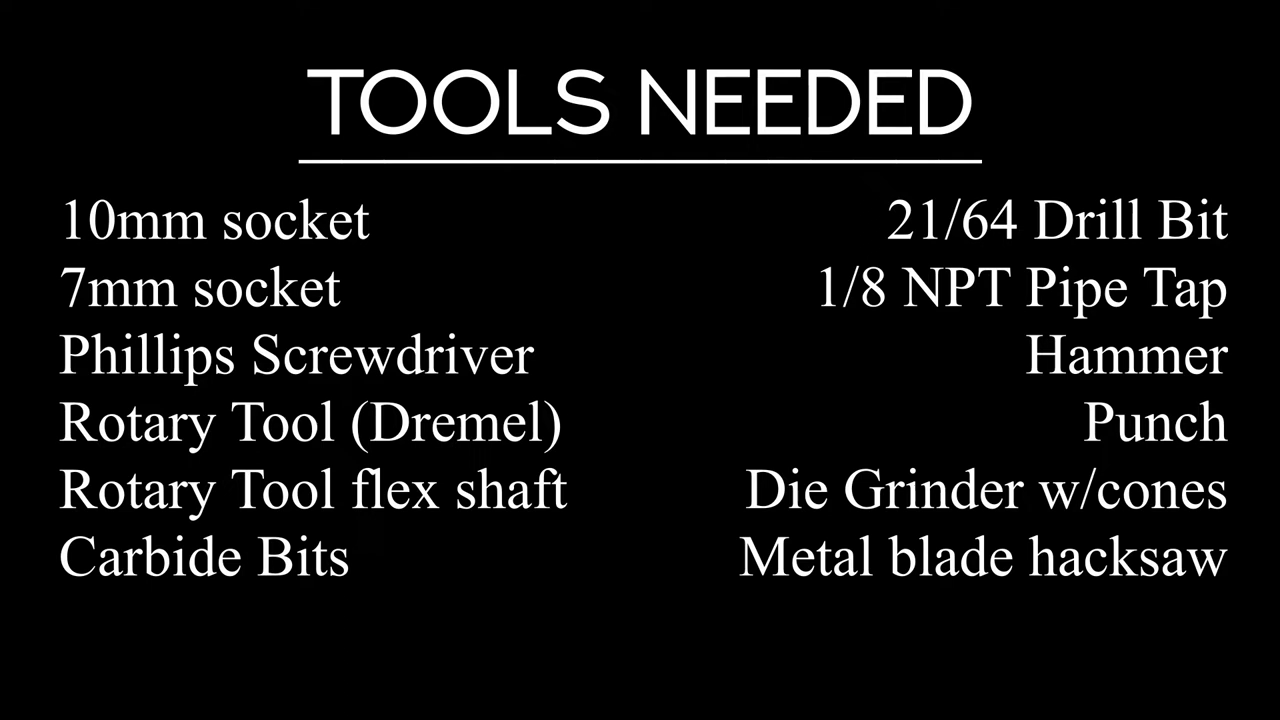 TOOLS NEEDED
10mm socket
7mm socket
Phillips Screwdriver
Rotary Tool (Dremel)
Rotary Tool flex shaft
Carbide Bits
21/64 Drill Bit
1/8 NPT Pipe Tap
Hammer
Punch
Die Grinder w/cones
Metal blade hacksaw